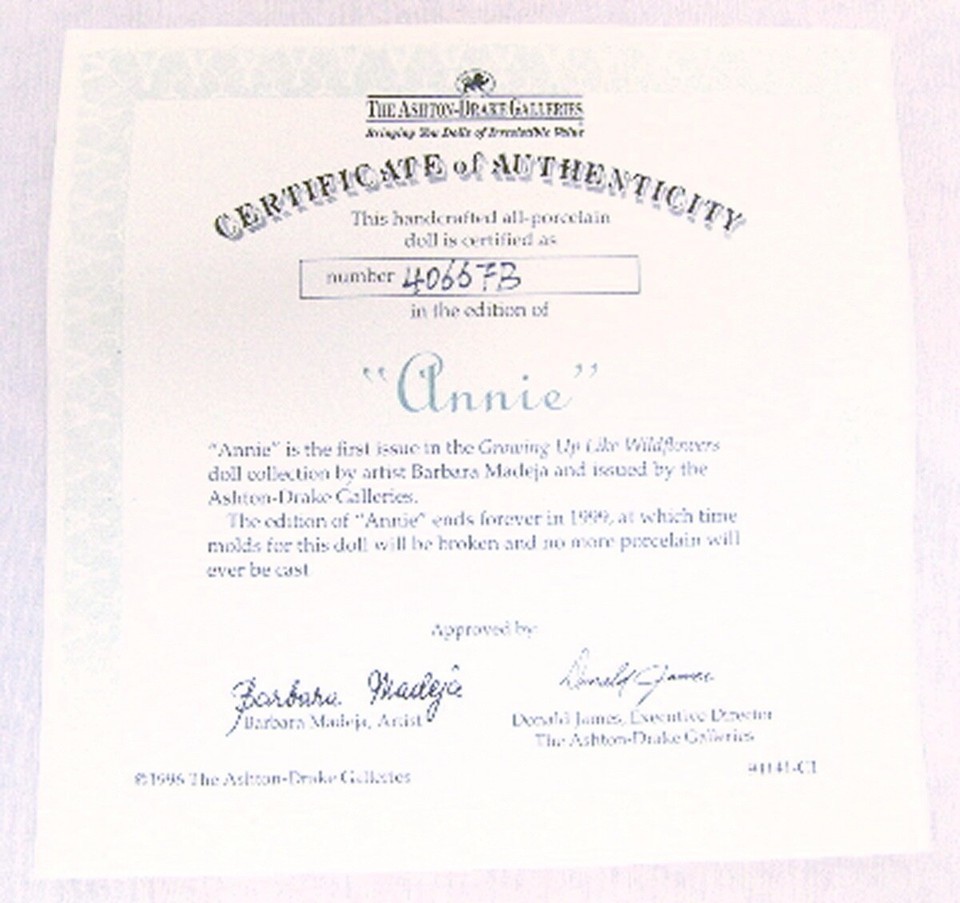 THE ASHTON-DRAKE GALLERIES
Bringing You Dolls of Irresistible Value
CERTIFICATE of AUTHENTICITY
This handcrafted all-porcelain
doll is certified as
number 40667B
in the edition of
“Annie”
“Annie” is the first issue in the Growing Up Like Wildflowers
doll collection by artist Barbara Madeja and issued by the
Ashton-Drake Galleries.
The edition of “Annie” ends forever in 1999, at which time
molds for this doll will be broken and no more porcelain will
ever be cast
Approved by:
Barbara Madeja
Donald James
Barbara Madeja, Artist
Donald James, Executive Director
The Ashton-Drake Galleries
©1996 The Ashton-Drake Galleries